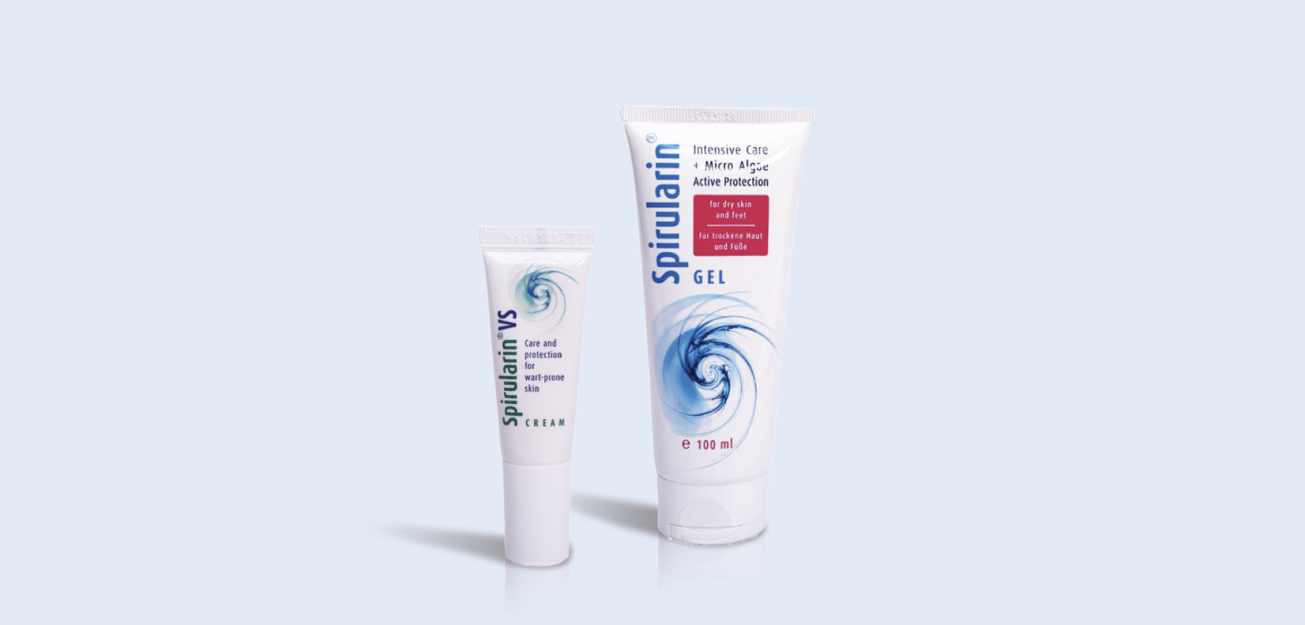 Spirularin® VS
Care and
protection
for
wart-prone
skin
CREAM
Spirularin®
Intensive Care
+ Micro Algae
Active Protection
for dry skin
and feet
für trockene Haut
und Füße
GEL
e 100 ml